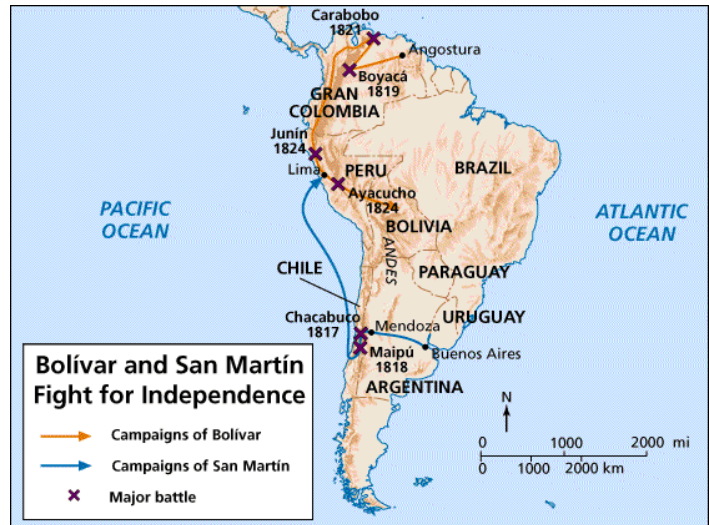 Carabobo
1821
Angostura
Boyacá
1819
GRAN
COLOMBIA
Junín
1824
Lima
PERU
BRAZIL
Ayacucho
1824
PACIFIC
OCEAN
ATLANTIC
OCEAN
BOLIVIA
ANDES
CHILE
PARAGUAY
Chacabuco
1817
Mendoza
URUGUAY
Maipú
1818
Buenos Aires
ARGENTINA
Bolívar and San Martín
Fight for Independence
Campaigns of Bolívar
Campaigns of San Martín
Major battle
N
0 1000 2000 mi
0 1000 2000 km